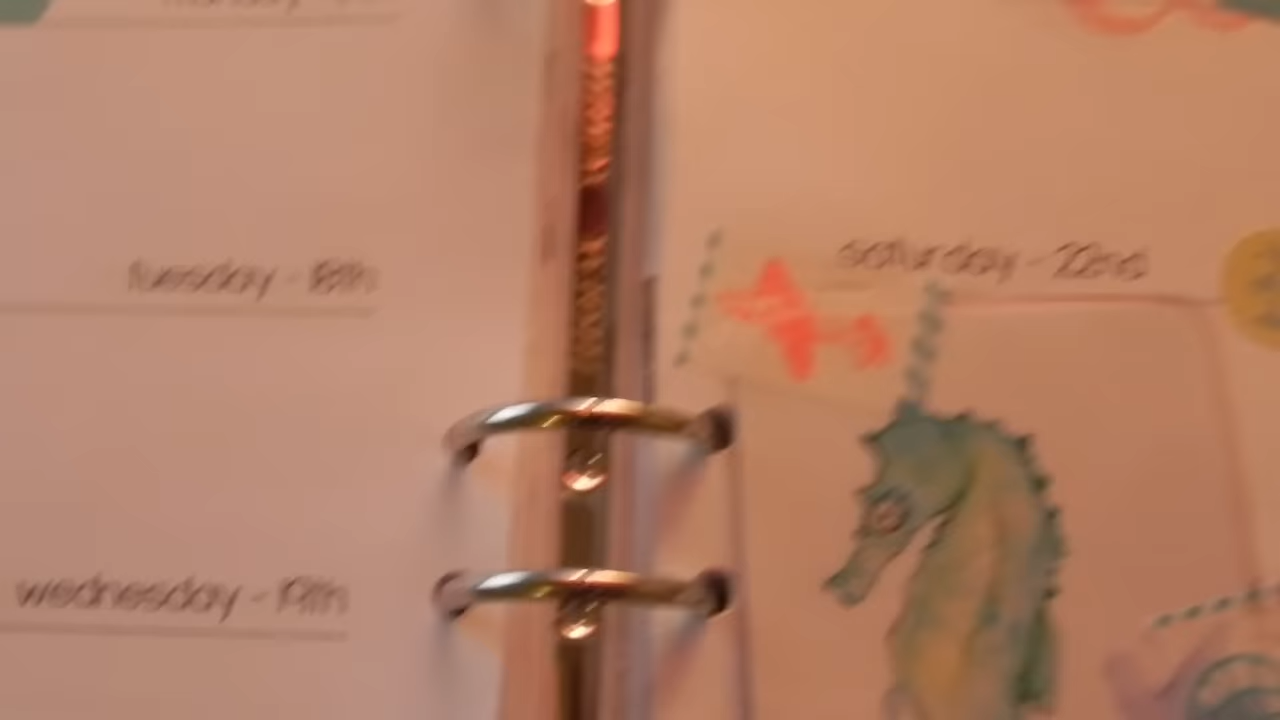 tuesday - 18th
wednesday - 19th
saturday - 22nd